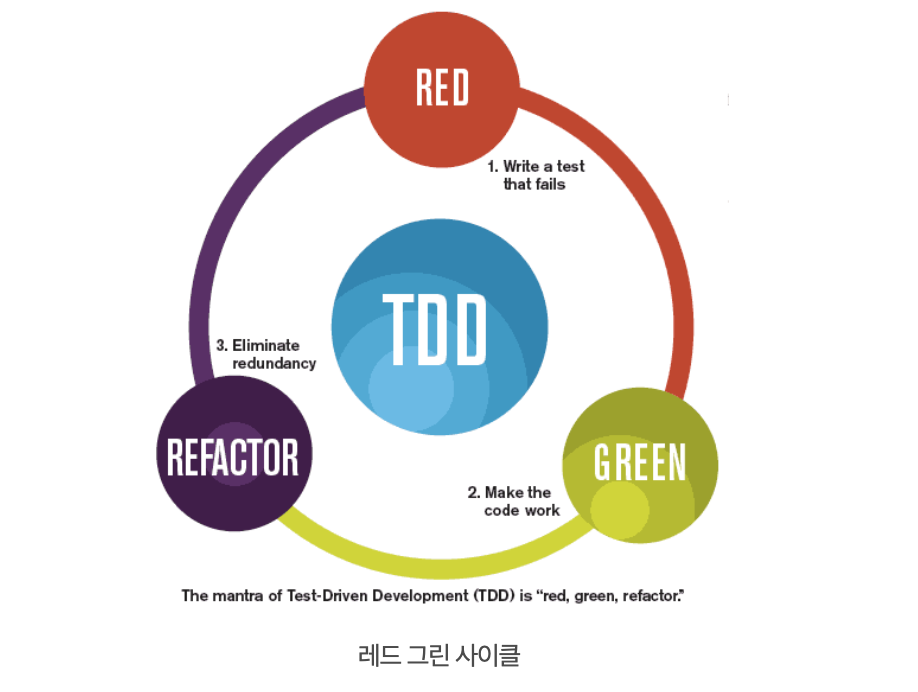 RED
1. Write a test
that fails
TDD
3. Eliminate
redundancy
REFACTOR
GREEN
2. Make the
code work
The mantra of Test-Driven Development (TDD) is “red, green, refactor.”
레드 그린 사이클